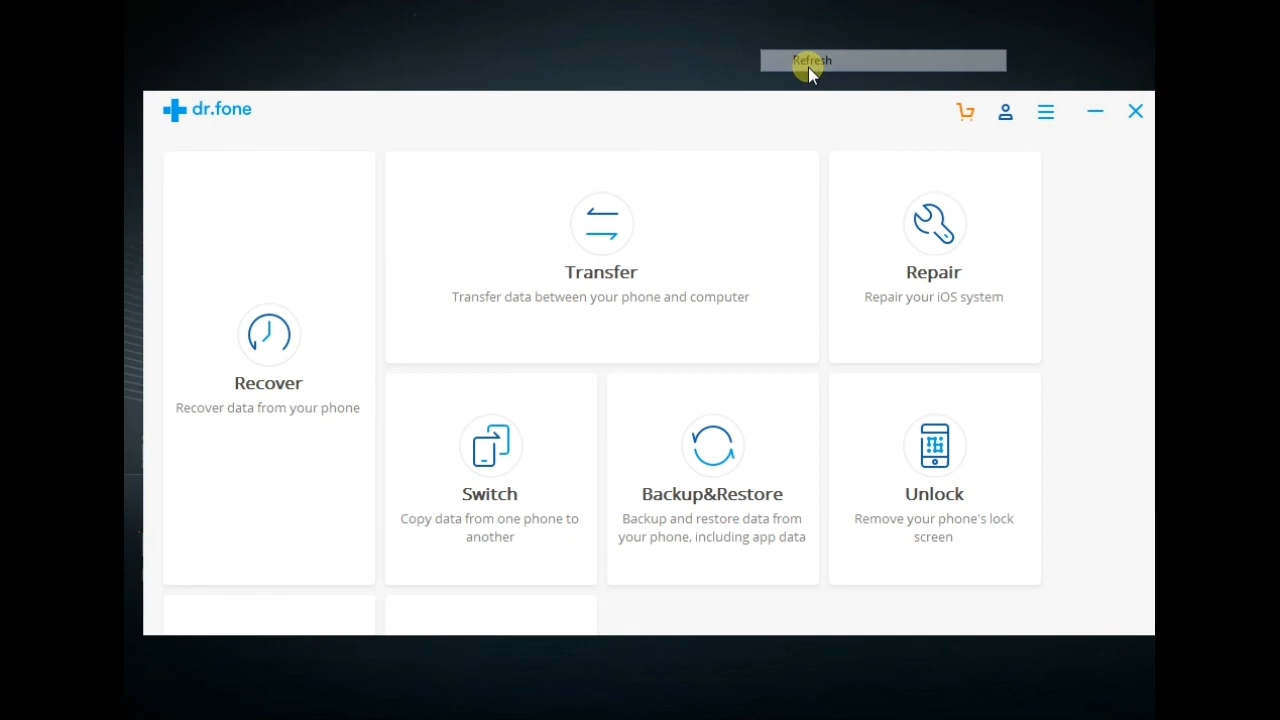 Refresh
dr.fone
Transfer
Transfer data between your phone and computer
Repair
Repair your iOS system
Recover
Recover data from your phone
Switch
Copy data from one phone to
another
Backup&Restore
Backup and restore data from
your phone, including app data
Unlock
Remove your phone's lock
screen